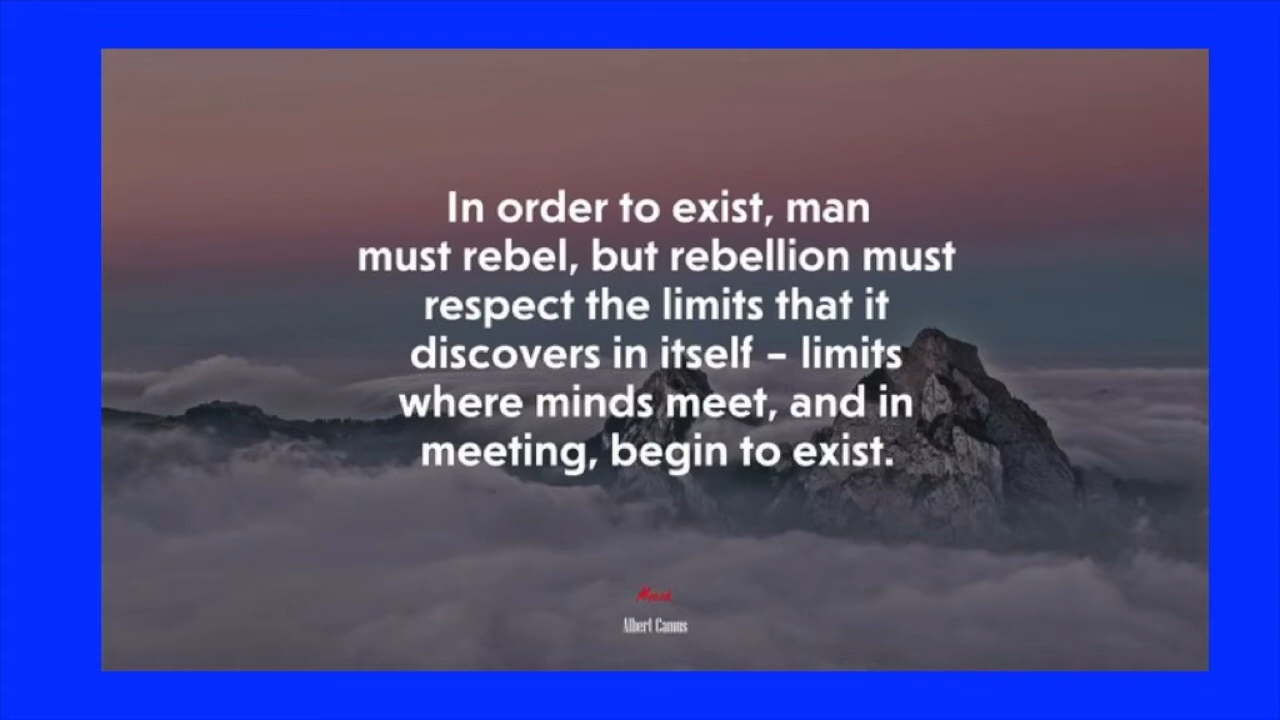 In order to exist, man
must rebel, but rebellion must
respect the limits that it
discovers in itself – limits
where minds meet, and in
meeting, begin to exist.
Albert Camus